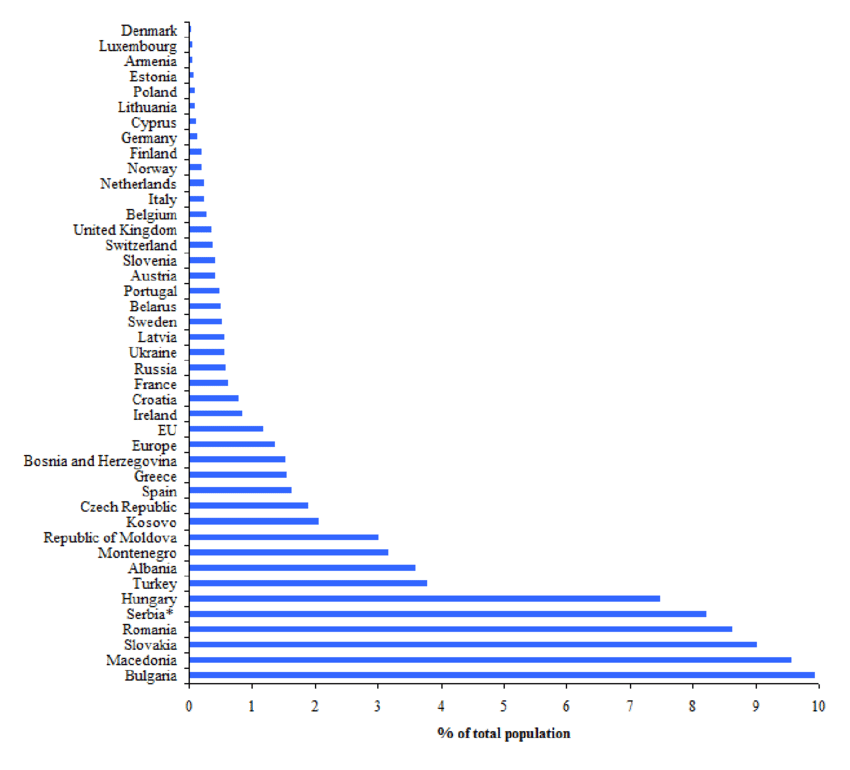 Denmark
Luxembourg
Armenia
Estonia
Poland
Lithuania
Cyprus
Germany
Finland
Norway
Netherlands
Italy
Belgium
United Kingdom
Switzerland
Slovenia
Austria
Portugal
Belarus
Sweden
Latvia
Ukraine
Russia
France
Croatia
Ireland
EU
Europe
Bosnia and Herzegovina
Greece
Spain
Czech Republic
Kosovo
Republic of Moldova
Montenegro
Albania
Turkey
Hungary
Serbia*
Romania
Slovakia
Macedonia
Bulgaria
0 1 2 3 4 5 6 7 8 9 10
% of total population